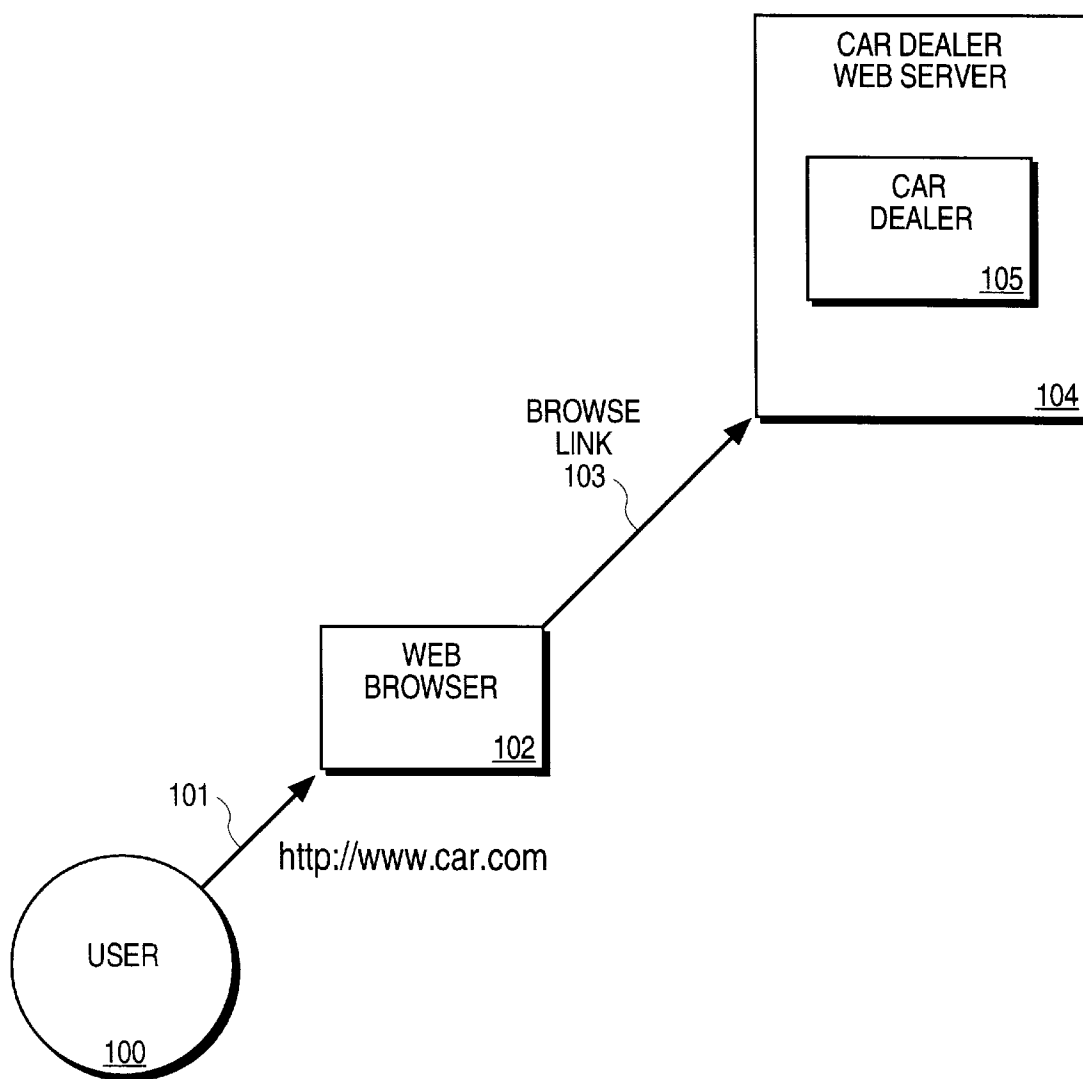 CAR DEALER
WEB SERVER
CAR
DEALER
105
104
BROWSE
LINK
103
WEB
BROWSER
102
101
http://www.car.com
USER
100